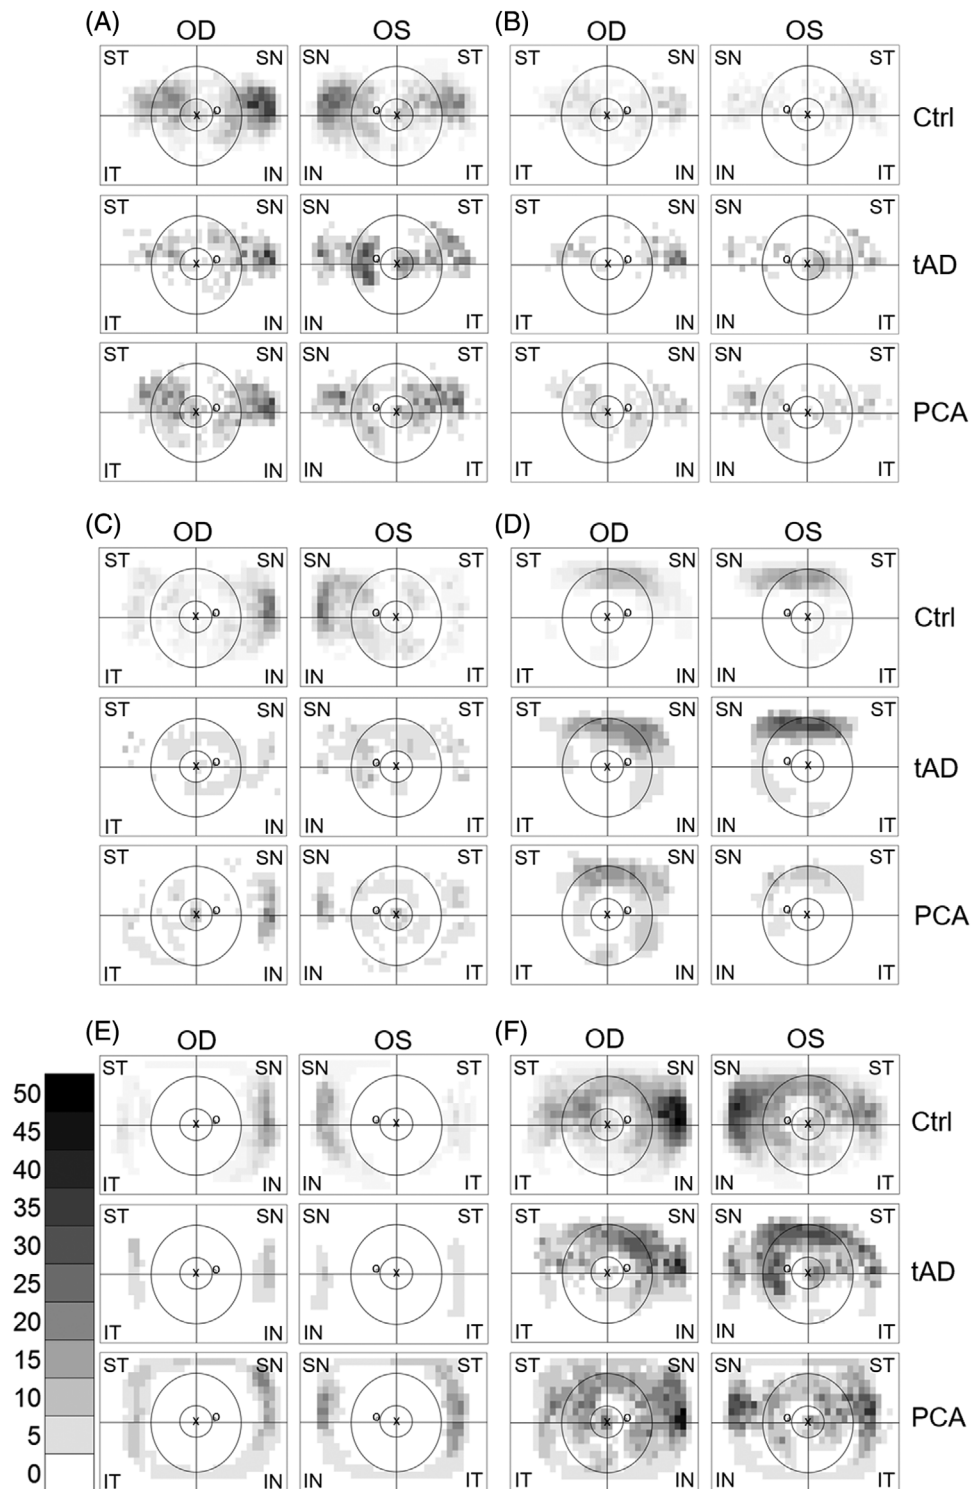 (A) (B)
OD OS OD OS
ST SN SN ST ST SN SN ST
x o o x x o o x Ctrl
IT IN IN IT IT IN IN IT
ST SN SN ST ST SN SN ST
x o o x x o o x tAD
IT IN IN IT IT IN IN IT
ST SN SN ST ST SN SN ST
x o o x x o o x PCA
IT IN IN IT IT IN IN IT
(C) (D)
OD OS OD OS
ST SN SN ST ST SN SN ST
x o o x x o o x Ctrl
IT IN IN IT IT IN IN IT
ST SN SN ST ST SN SN ST
x o o x x o o x tAD
IT IN IN IT IT IN IN IT
ST SN SN ST ST SN SN ST
x o o x x o o x PCA
IT IN IN IT IT IN IN IT
(E) (F)
OD OS OD OS
ST SN SN ST ST SN SN ST
x o o x x o o x Ctrl
IT IN IN IT IT IN IN IT
ST SN SN ST ST SN SN ST
x o o x x o o x tAD
IT IN IN IT IT IN IN IT
ST SN SN ST ST SN SN ST
x o o x x o o x PCA
IT IN IN IT IT IN IN IT
50
45
40
35
30
25
20
15
10
5
0